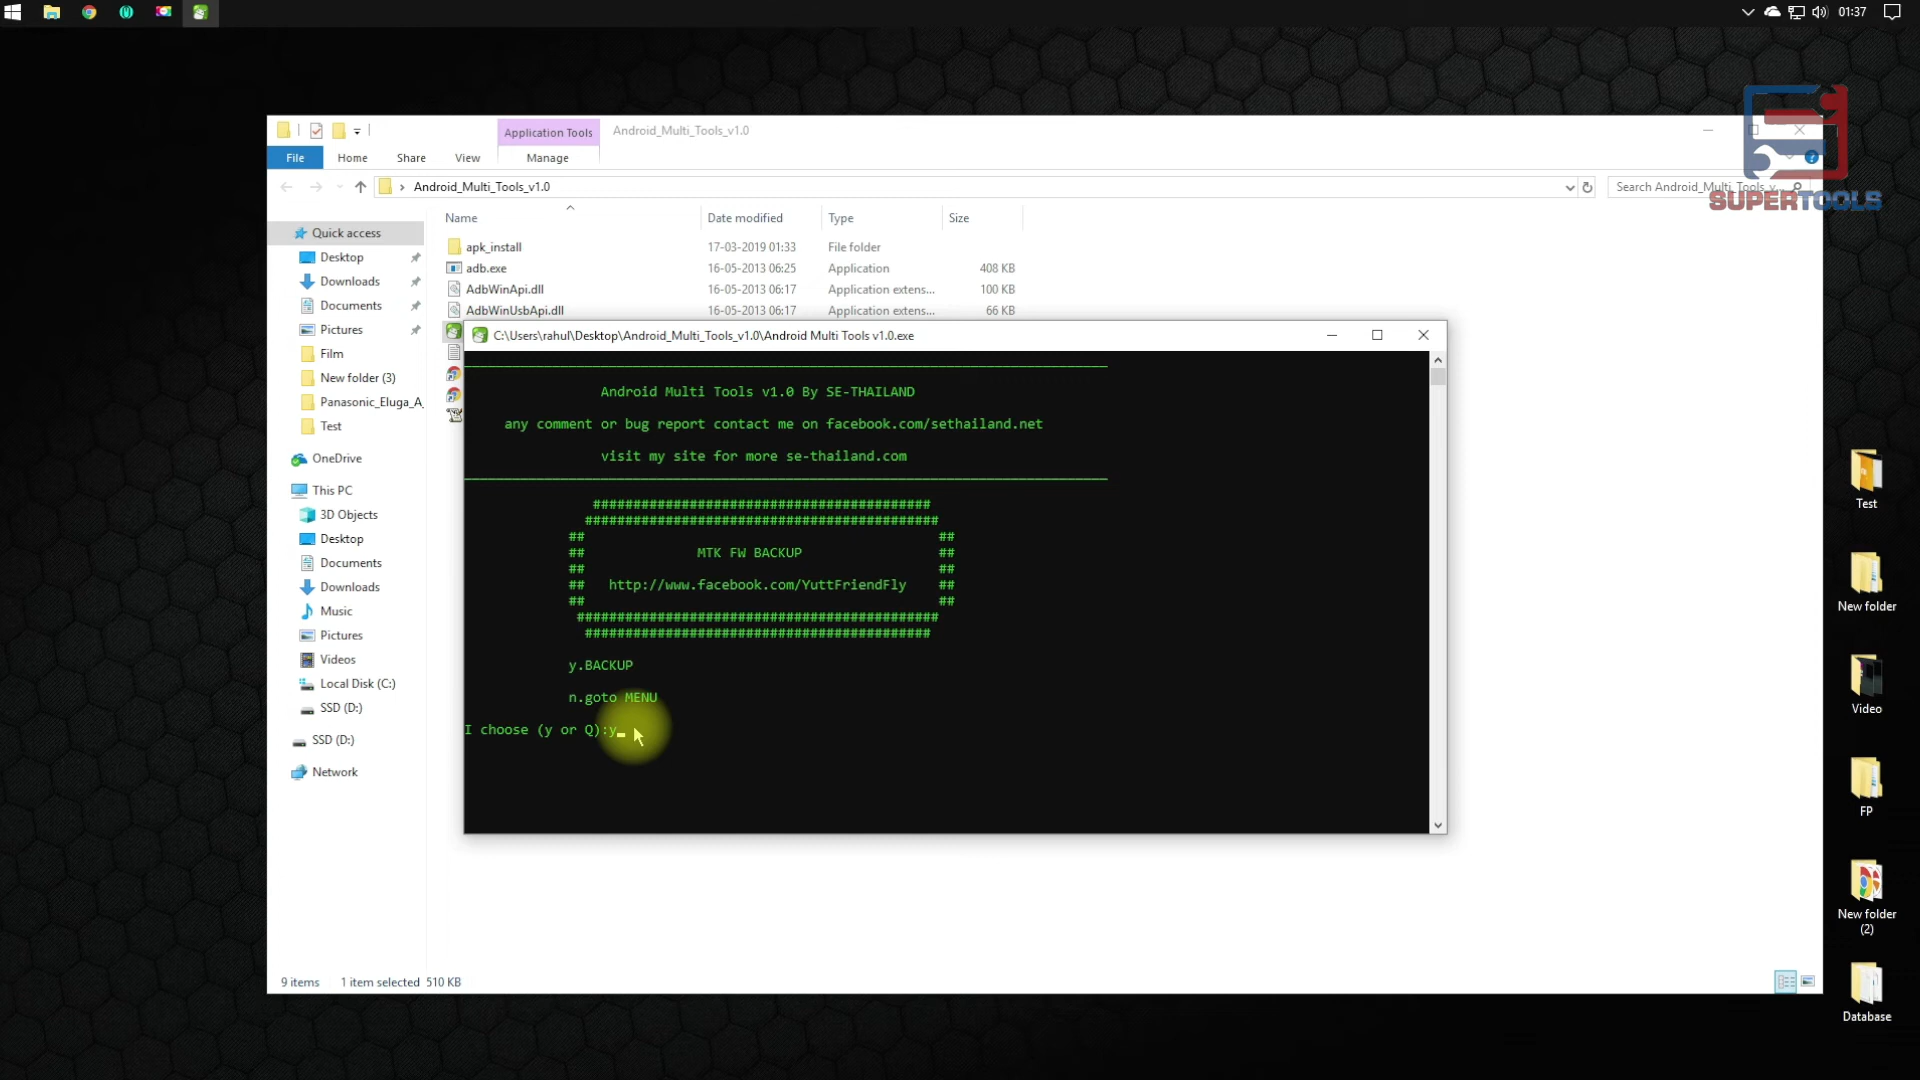 01:37
Application Tools
Android_Multi_Tools_v1.0
File
Home
Share
View
Manage
Android_Multi_Tools_v1.0
Search Android_Multi_Tools_v...
SUPERTOOLS
Name
Date modified
Type
Size
Quick access
Desktop
Downloads
Documents
Pictures
Film
New folder (3)
Panasonic_Eluga_A_
Test
OneDrive
This PC
3D Objects
Desktop
Documents
Downloads
Music
Pictures
Videos
Local Disk (C:)
SSD (D:)
SSD (D:)
Network
apk_install 17-03-2019 01:33 File folder
adb.exe 16-05-2013 06:25 Application 408 KB
AdbWinApi.dll 16-05-2013 06:17 Application extens... 100 KB
AdbWinUsbApi.dll 16-05-2013 06:17 Application extens... 66 KB
C:\Users\rahul\Desktop\Android_Multi_Tools_v1.0\Android Multi Tools v1.0.exe
Android Multi Tools v1.0 By SE-THAILAND
any comment or bug report contact me on facebook.com/sethailand.net
visit my site for more se-thailand.com
##########################################
############################################
## ##
## MTK FW BACKUP ##
## ##
## http://www.facebook.com/YuttFriendFly ##
## ##
#############################################
###########################################
y.BACKUP
n.goto MENU
I choose (y or Q):y_
9 items 1 item selected 510 KB
Test
New folder
Video
FP
New folder
(2)
Database